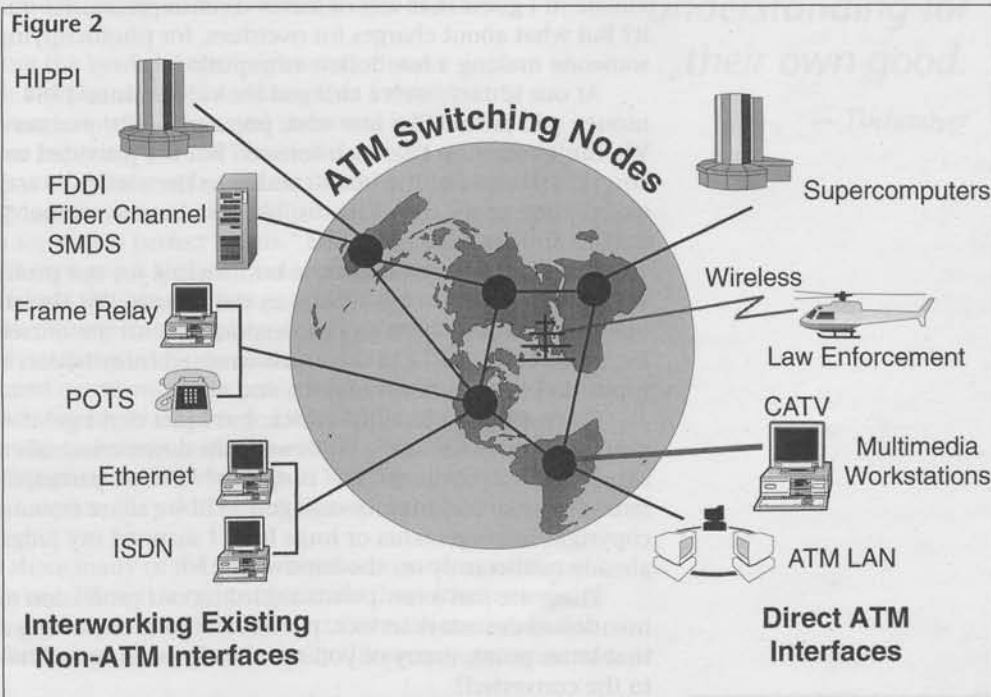 Figure 2
HIPPI
FDDI
Fiber Channel
SMDS
Frame Relay
POTS
Ethernet
ISDN
Interworking Existing
Non-ATM Interfaces
ATM Switching Nodes
Supercomputers
Wireless
Law Enforcement
CATV
Multimedia
Workstations
ATM LAN
Direct ATM
Interfaces